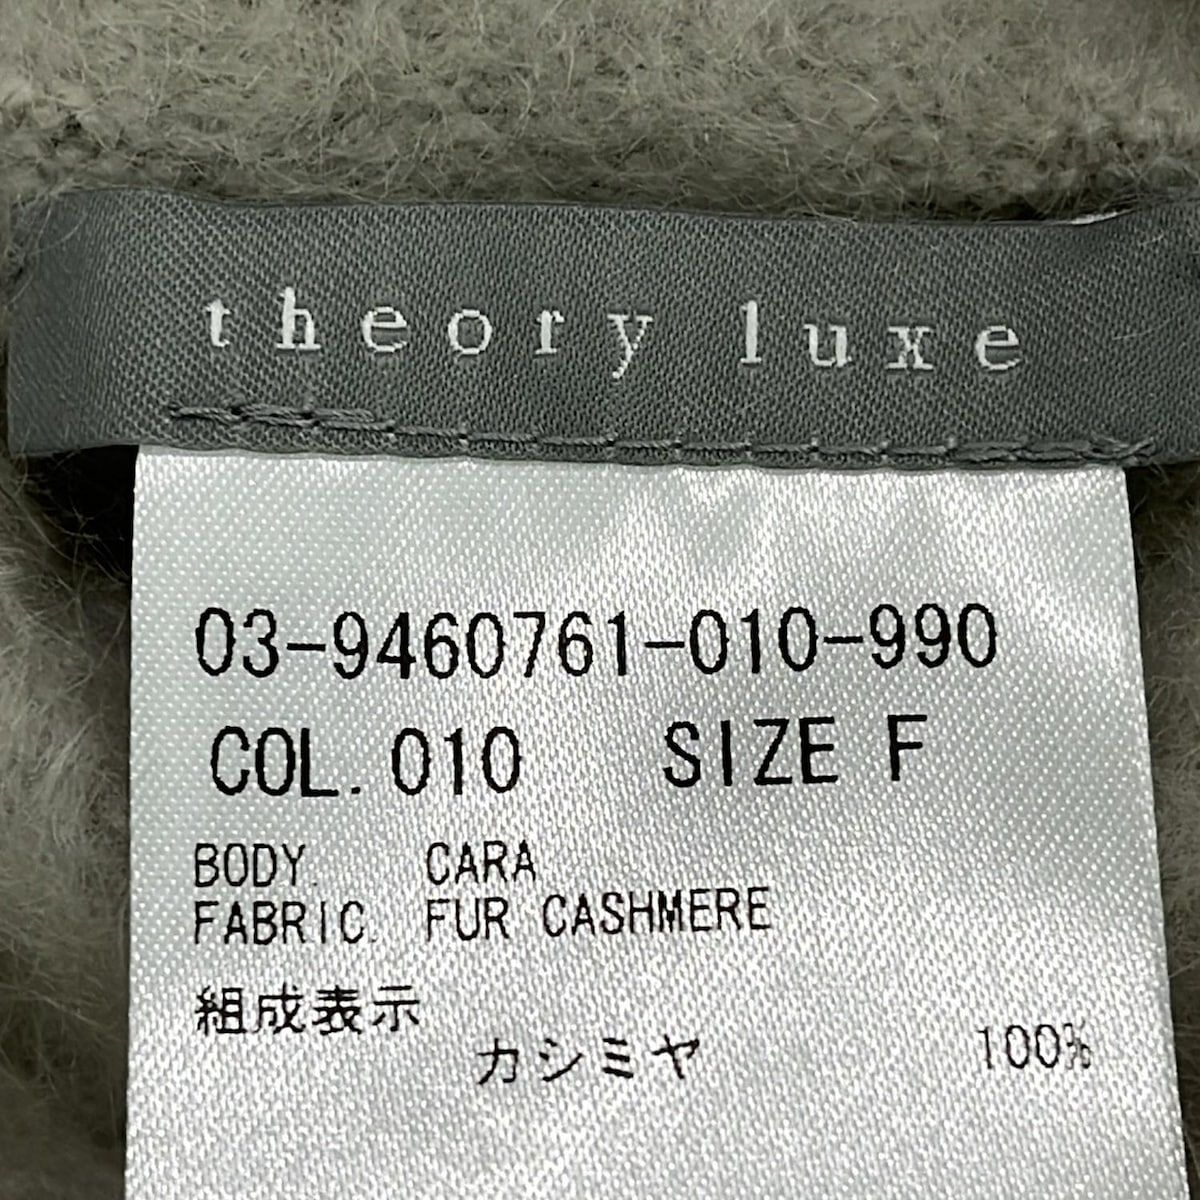 theory luxe
03-9460761-010-990
COL. 010 SIZE F
BODY. CARA
FABRIC. FUR CASHMERE
組成表示
カシミヤ 100%